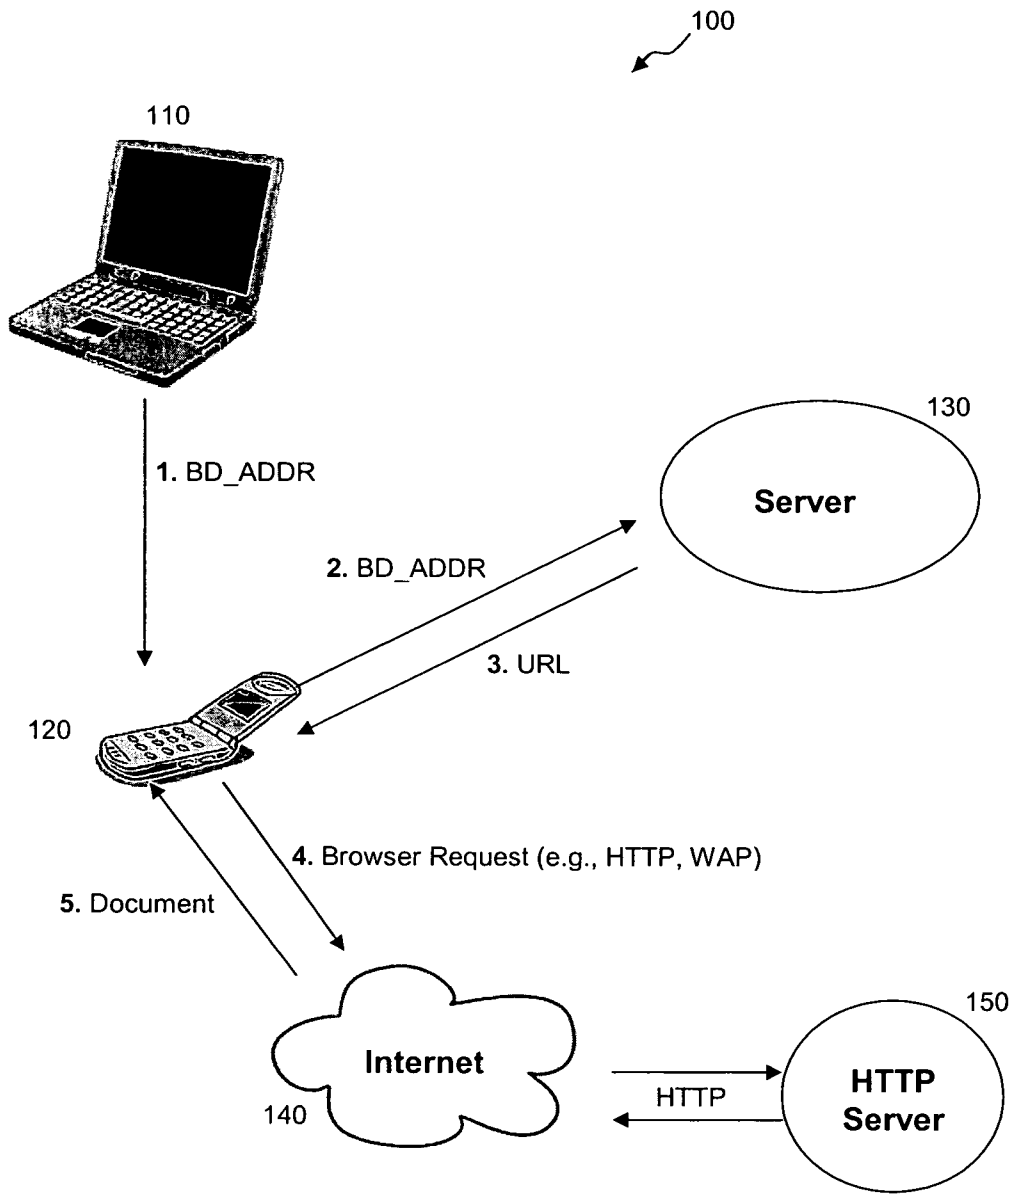 100
110
1. BD_ADDR
130
Server
2. BD_ADDR
3. URL
120
4. Browser Request (e.g., HTTP, WAP)
5. Document
Internet
140
150
HTTP
HTTP
Server